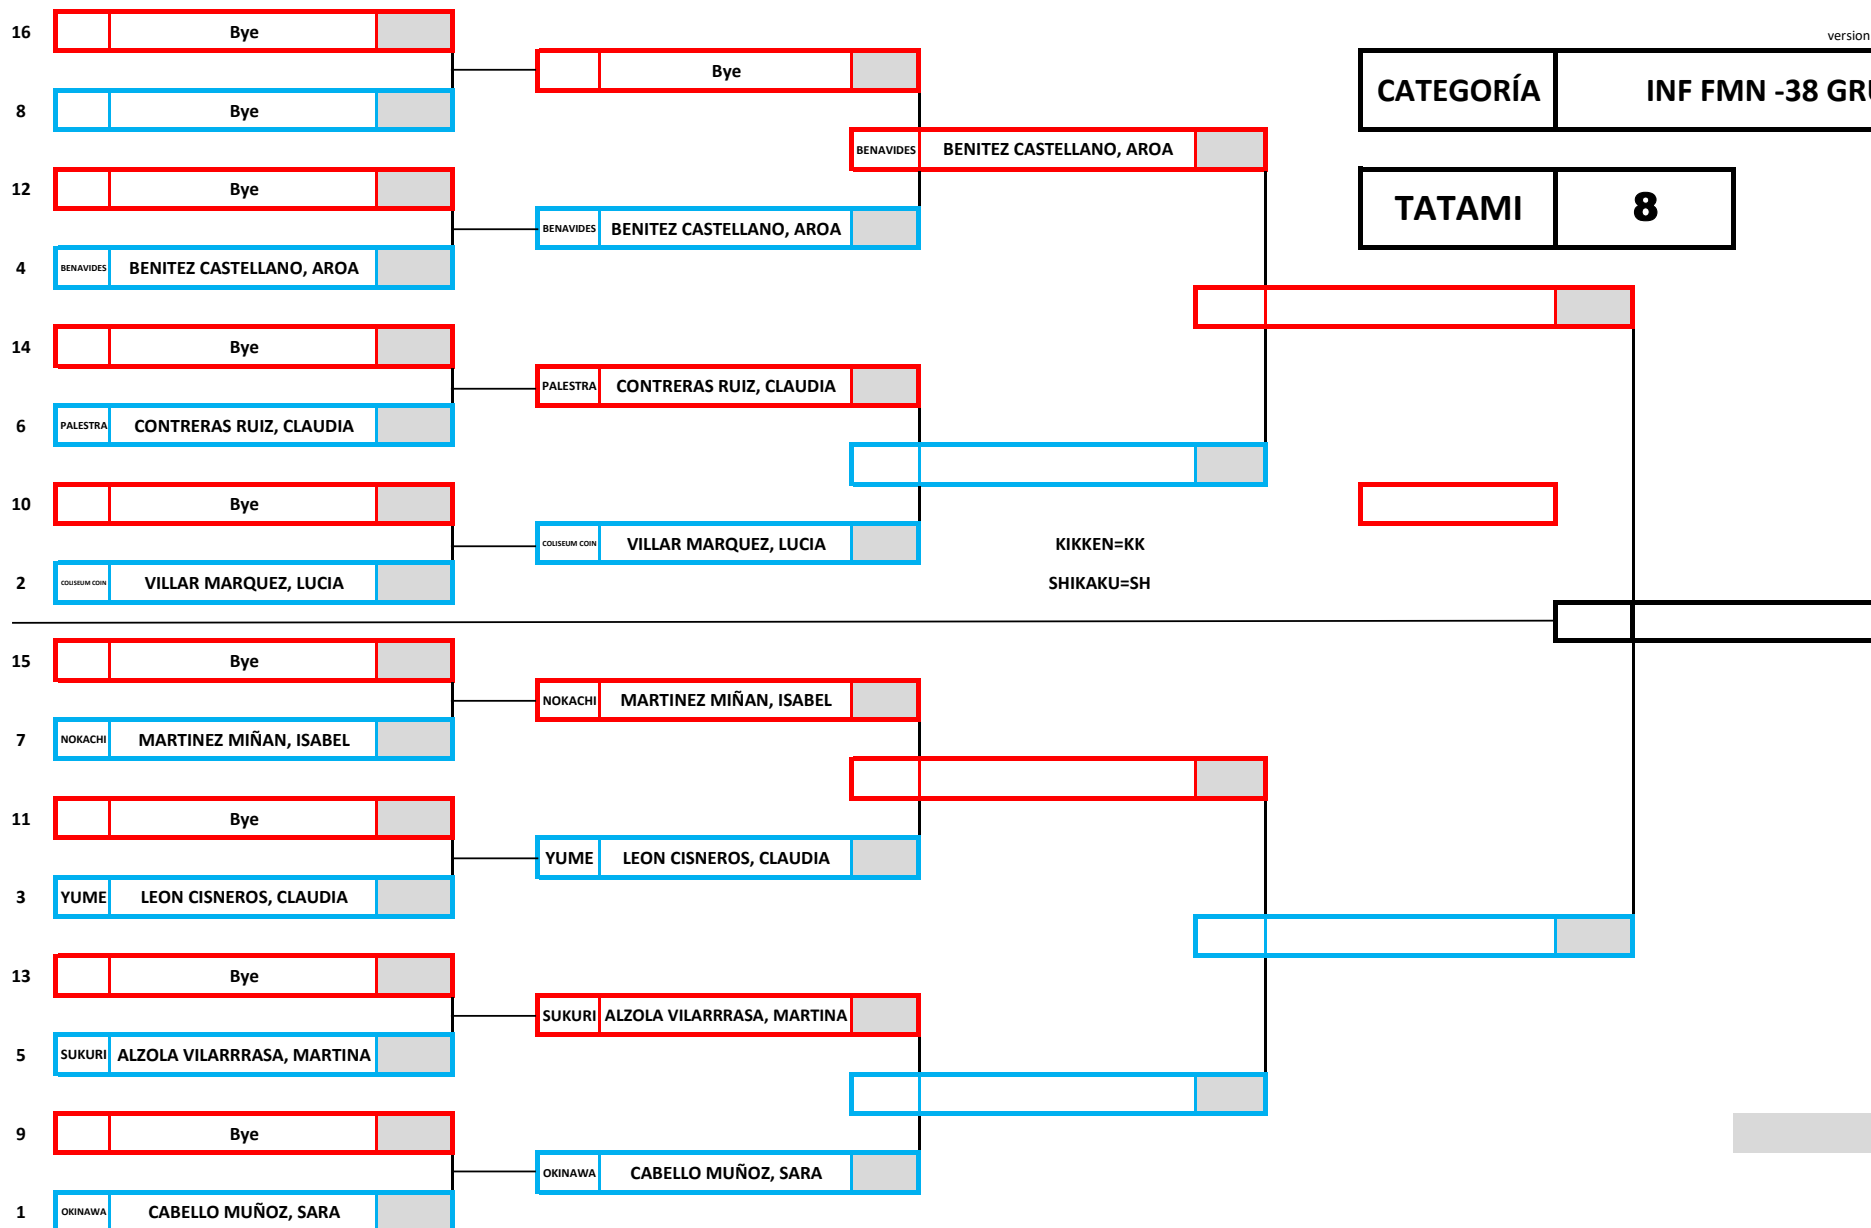 16 Bye
version
Bye
CATEGORÍA INF FMN -38
8 Bye
BENAVIDES BENITEZ CASTELLANO, AROA
12 Bye
TATAMI 8
BENAVIDES BENITEZ CASTELLANO, AROA
4 BENAVIDES BENITEZ CASTELLANO, AROA
14 Bye
PALESTRA CONTRERAS RUIZ, CLAUDIA
6 PALESTRA CONTRERAS RUIZ, CLAUDIA
10 Bye
COLISEUM COIN VILLAR MARQUEZ, LUCIA
KIKKEN=KK
2 COLISEUM COIN VILLAR MARQUEZ, LUCIA
SHIKAKU=SH
15 Bye
NOKACHI MARTINEZ MIÑAN, ISABEL
7 NOKACHI MARTINEZ MIÑAN, ISABEL
11 Bye
YUME LEON CISNEROS, CLAUDIA
3 YUME LEON CISNEROS, CLAUDIA
13 Bye
SUKURI ALZOLA VILARRRASA, MARTINA
5 SUKURI ALZOLA VILARRRASA, MARTINA
9 Bye
OKINAWA CABELLO MUÑOZ, SARA
1 OKINAWA CABELLO MUÑOZ, SARA